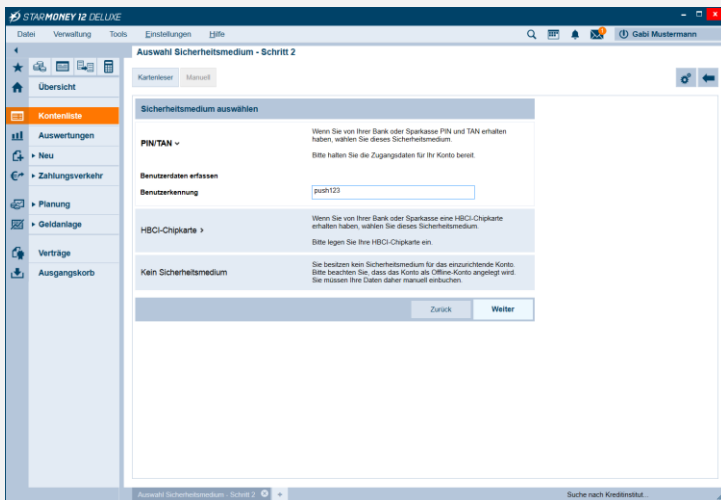 STARMONEY 12 DELUXE
Datei Verwaltung Tools Einstellungen Hilfe Gabi Mustermann
Auswahl Sicherheitsmedium - Schritt 2
Kartenleser Manuell
Übersicht
Kontenliste
Auswertungen
Neu
Zahlungsverkehr
Planung
Geldanlage
Verträge
Ausgangskorb
Sicherheitsmedium auswählen
PIN/TAN
Wenn Sie von Ihrer Bank oder Sparkasse PIN und TAN erhalten
haben, wählen Sie dieses Sicherheitsmedium.
Bitte halten Sie die Zugangsdaten für Ihr Konto bereit.
Benutzerdaten erfassen
Benutzerkennung push123
HBCI-Chipkarte >
Wenn Sie von Ihrer Bank oder Sparkasse eine HBCI-Chipkarte
erhalten haben, wählen Sie dieses Sicherheitsmedium.
Bitte legen Sie Ihre HBCI-Chipkarte ein.
Kein Sicherheitsmedium
Sie besitzen kein Sicherheitsmedium für das einzurichtende Konto.
Bitte beachten Sie, dass das Konto als Offline-Konto angelegt wird.
Sie müssen Ihre Daten daher manuell einbuchen.
Zurück Weiter
Auswahl Sicherheitsmedium - Schritt 2 + Suche nach Kreditinstitut...